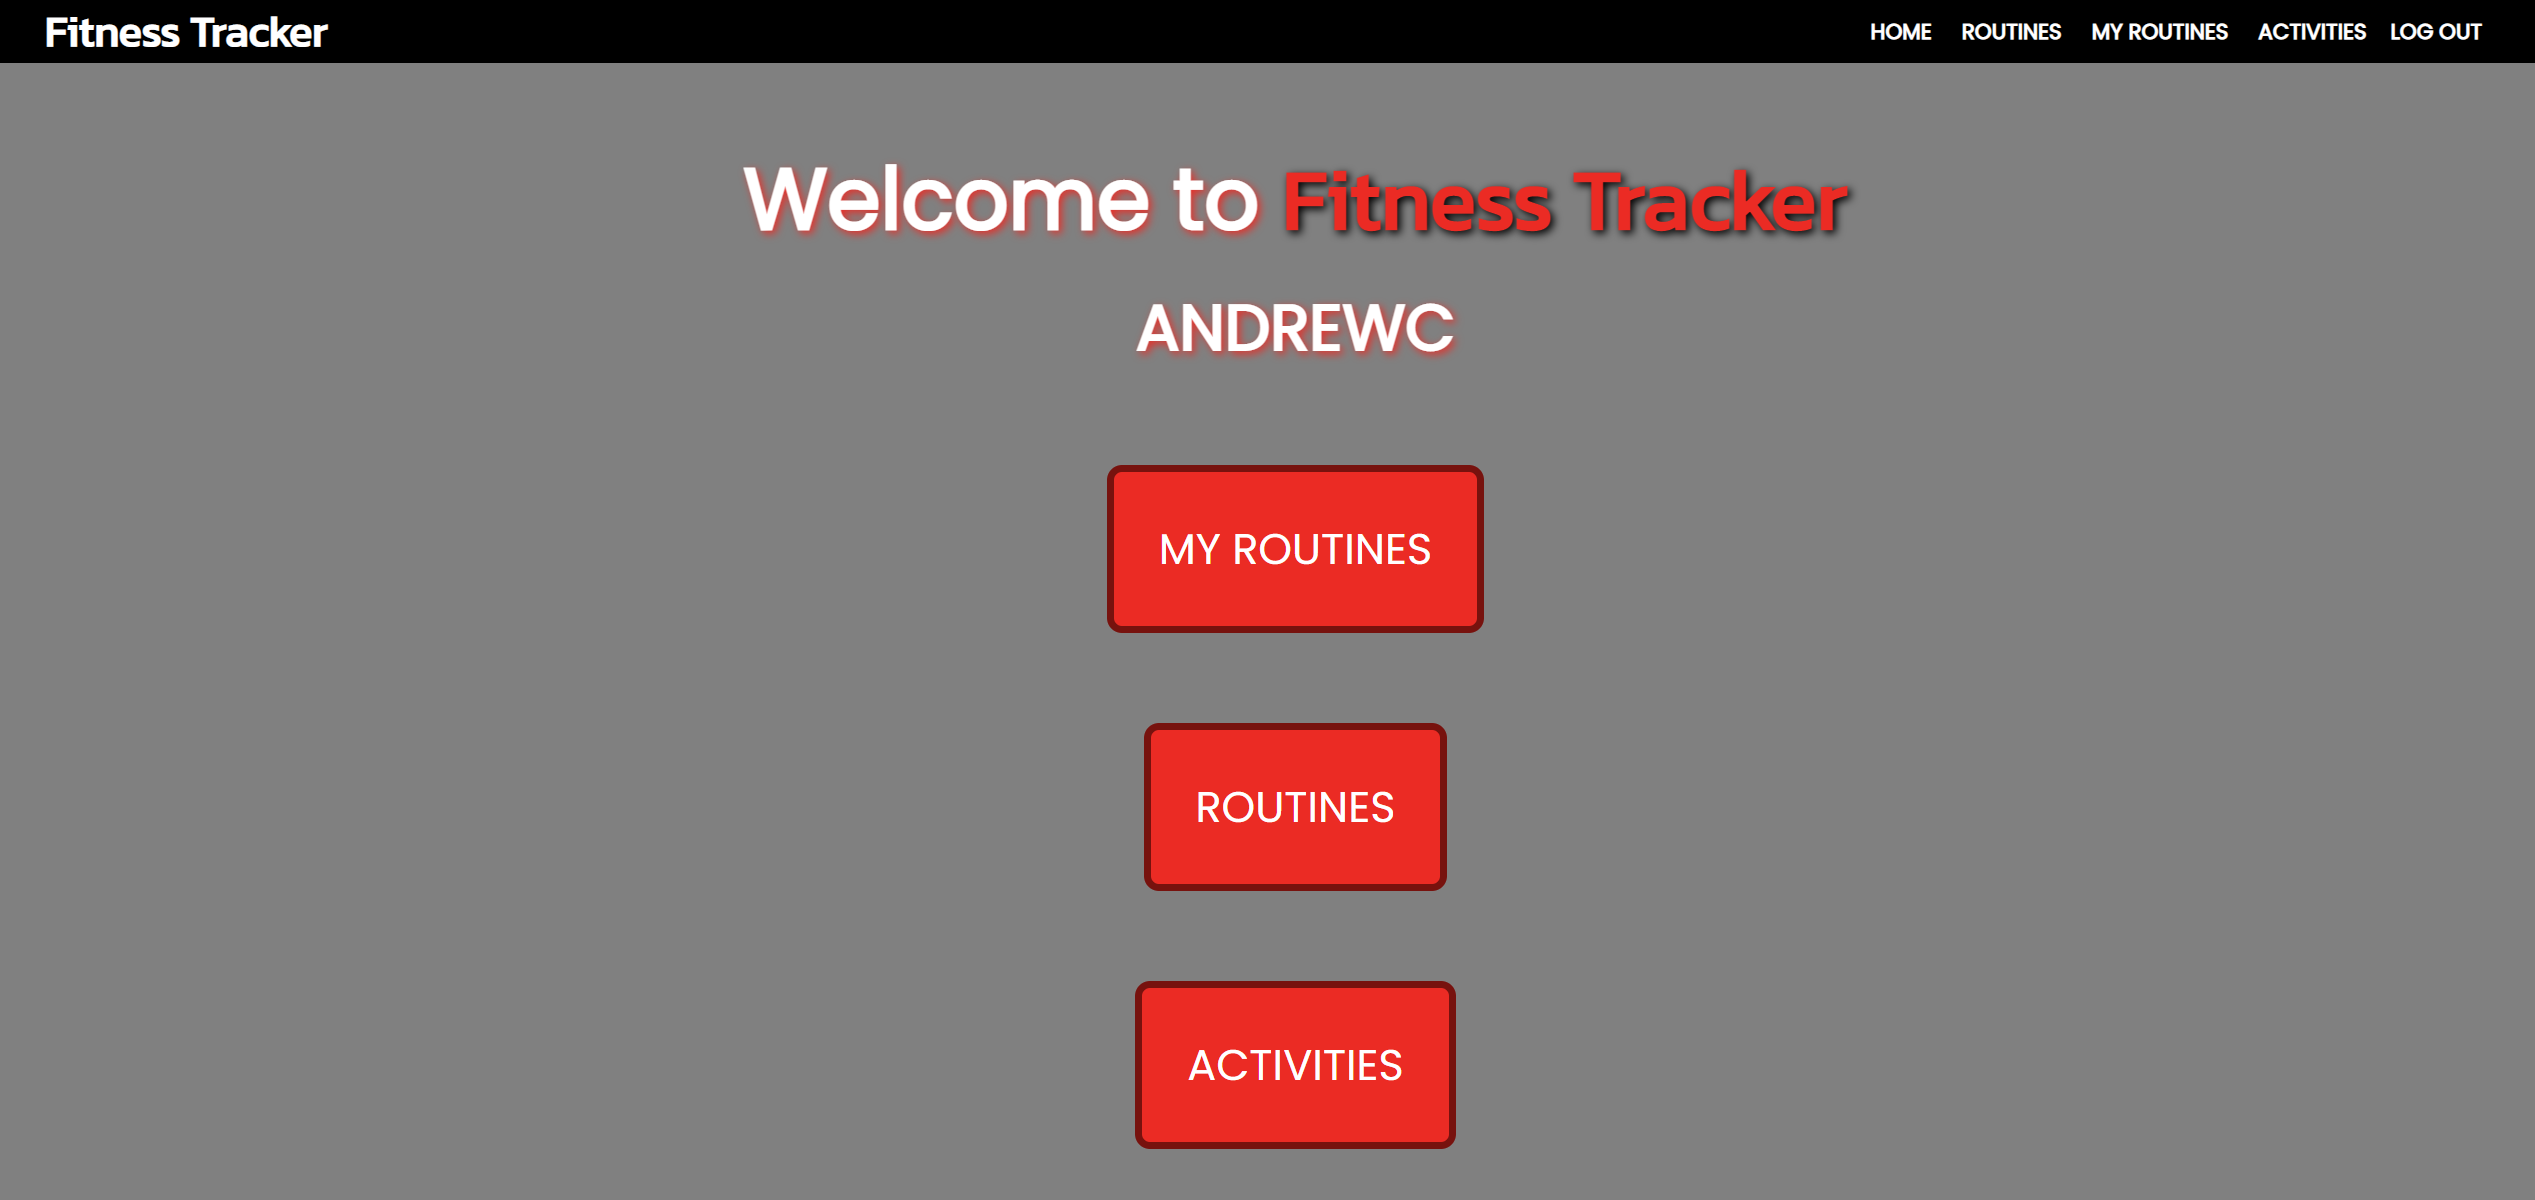 Fitness Tracker HOME ROUTINES MY ROUTINES ACTIVITIES LOG OUT
Welcome to Fitness Tracker
ANDREWC
MY ROUTINES
ROUTINES
ACTIVITIES